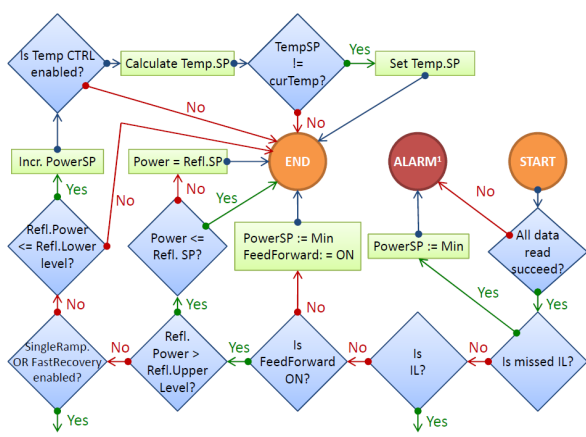 Is Temp CTRL
enabled?
Calculate Temp.SP
TempSP
!=
curTemp?
Yes
Set Temp.SP
No
No
Incr. PowerSP
Power = Refl.SP
END
ALARM¹
START
Yes
No
No
Yes
No
Refl.Power
<= Refl.Lower
level?
Power <=
Refl. SP?
PowerSP := Min
FeedForward: = ON
PowerSP := Min
All data
read
succeed?
No
Yes
No
Yes
Yes
SingleRamp.
OR FastRecovery
enabled?
No
Refl.
Power >
Refl.Upper
Level?
Yes
Is
FeedForward
ON?
No
Is
IL?
No
Is missed IL?
Yes
Yes